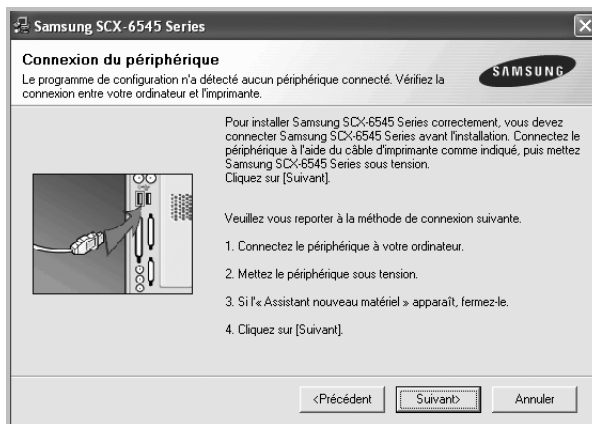 Samsung SCX-6545 Series
Connexion du périphérique
Le programme de configuration n'a détecté aucun périphérique connecté. Vérifiez la
connexion entre votre ordinateur et l'imprimante.
SAMSUNG
Pour installer Samsung SCX-6545 Series correctement, vous devez
connecter Samsung SCX-6545 Series avant l'installation. Connectez le
périphérique à l'aide du câble d'imprimante comme indiqué, puis mettez
Samsung SCX-6545 Series sous tension.
Cliquez sur [Suivant].
Veuillez vous reporter à la méthode de connexion suivante.
1. Connectez le périphérique à votre ordinateur.
2. Mettez le périphérique sous tension.
3. Si l'« Assistant nouveau matériel » apparaît, fermez-le.
4. Cliquez sur [Suivant].
<Précédent
Suivant>
Annuler